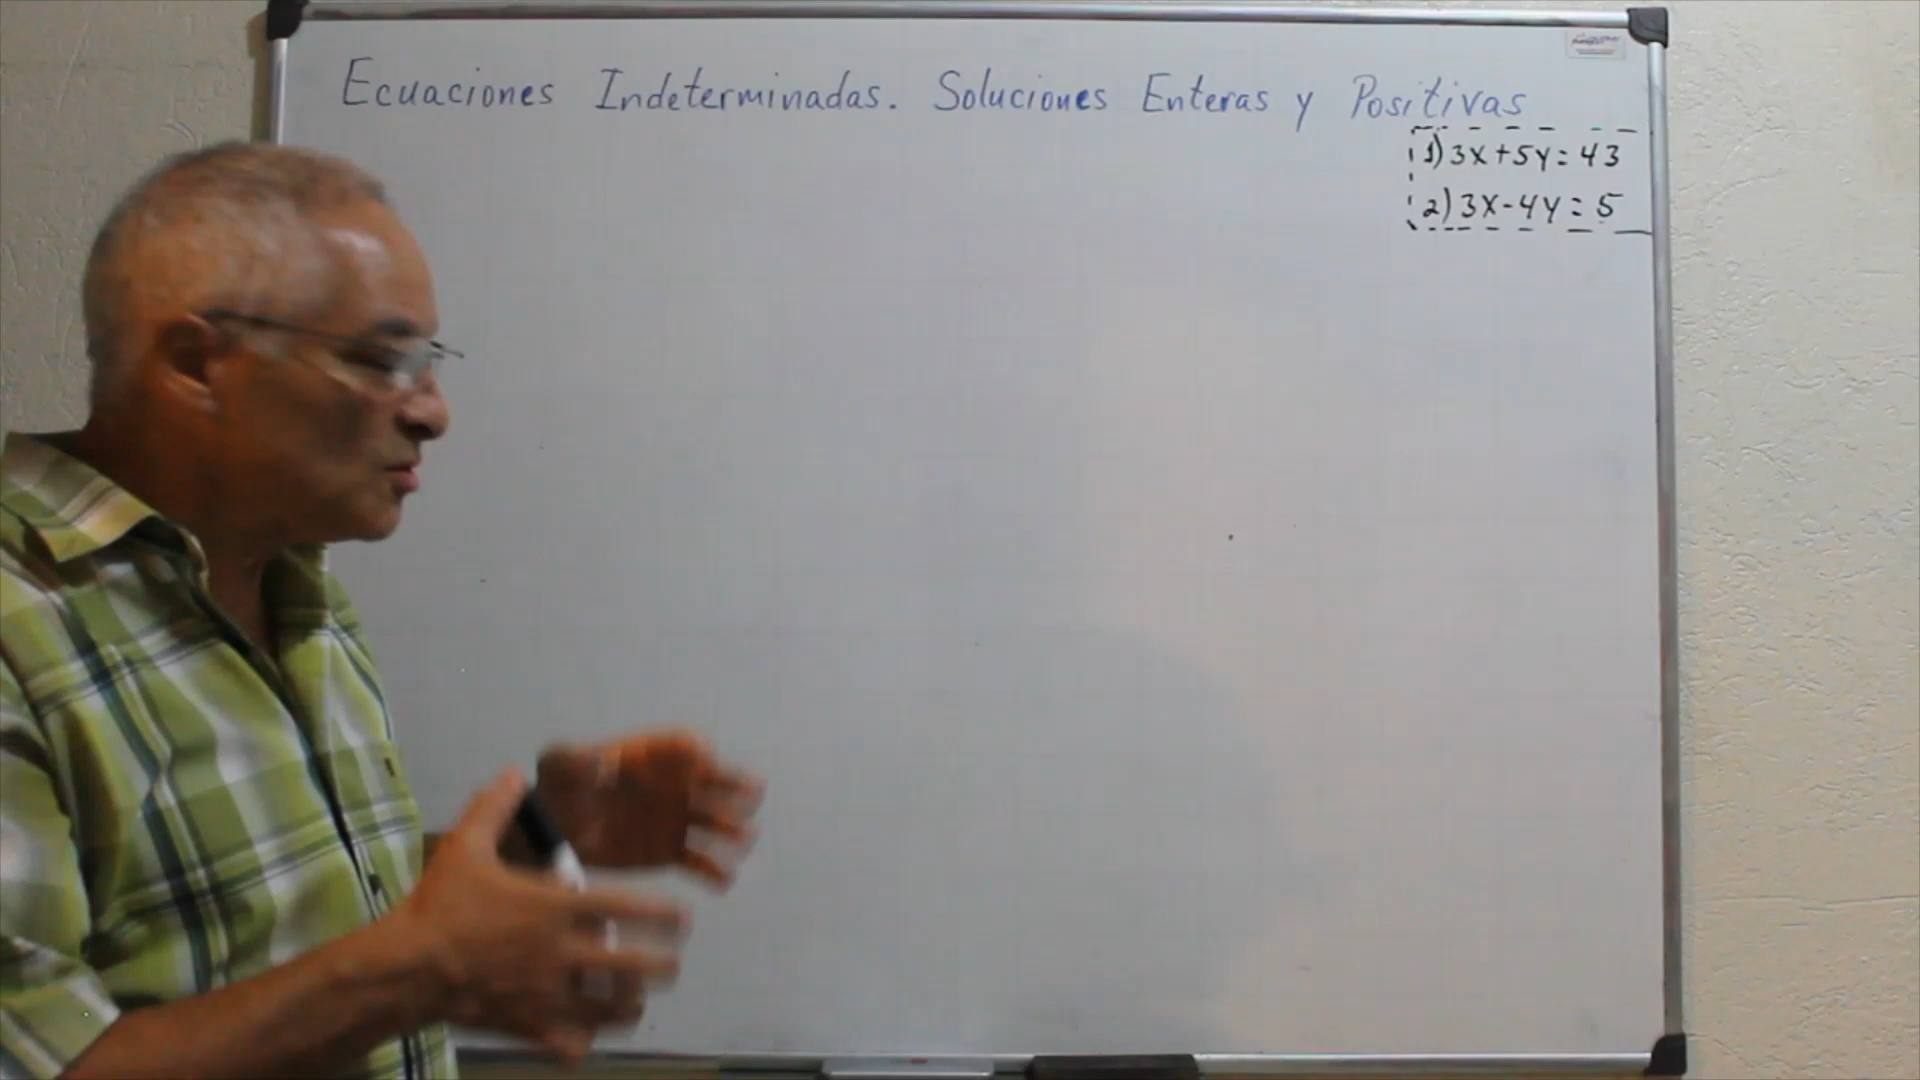 Ecuaciones Indeterminadas. Soluciones Enteras y Positivas
1) 3x+5y=43
2) 3x-4y=5